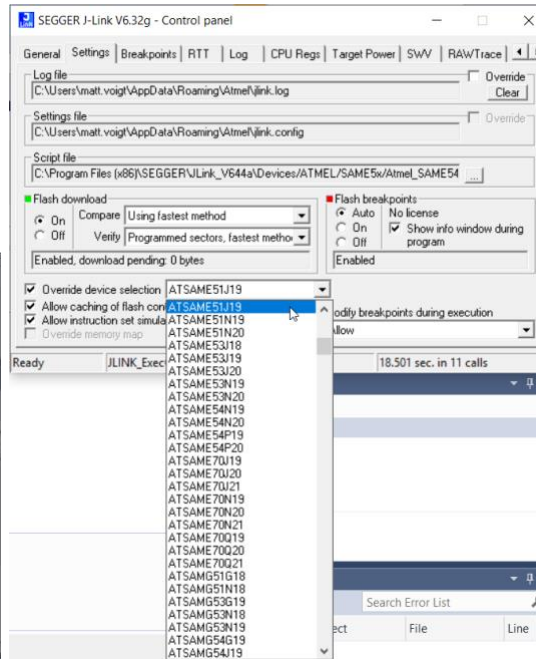 SEGGER J-Link V6.32g - Control panel
General Settings Breakpoints RTT Log CPU Regs Target Power SWV RAWTrace
Log file
Override
C:\Users\matt.voigt\AppData\Roaming\Atmel\jlink.log
Clear
Settings file
Override
C:\Users\matt.voigt\AppData\Roaming\Atmel\jlink.config
Script file
C:\Program Files (x86)\SEGGER\JLink_V644a\Devices/ATMEL/SAME5x/Atmel_SAME54
...
Flash download
On
Off
Compare Using fastest method
Verify Programmed sectors, fastest metho
Enabled, download pending: 0 bytes
Flash breakpoints
Auto No license
On Show info window during
Off program
Enabled
Override device selection ATSAME51J19
Allow caching of flash con
Allow instruction set simula
Override memory map
odify breakpoints during execution
llow
Ready JLINK_Exec 18.501 sec. in 11 calls
ATSAME51J19
ATSAME51N19
ATSAME51N20
ATSAME53J18
ATSAME53J19
ATSAME53J20
ATSAME53N19
ATSAME53N20
ATSAME54N19
ATSAME54N20
ATSAME54P19
ATSAME54P20
ATSAME70J19
ATSAME70J20
ATSAME70J21
ATSAME70N19
ATSAME70N20
ATSAME70N21
ATSAME70Q19
ATSAME70Q20
ATSAME70Q21
ATSAMG51G18
ATSAMG51N18
ATSAMG53G19
ATSAMG53N18
ATSAMG53N19
ATSAMG54G19
ATSAMG54J19
Search Error List
ect File Line